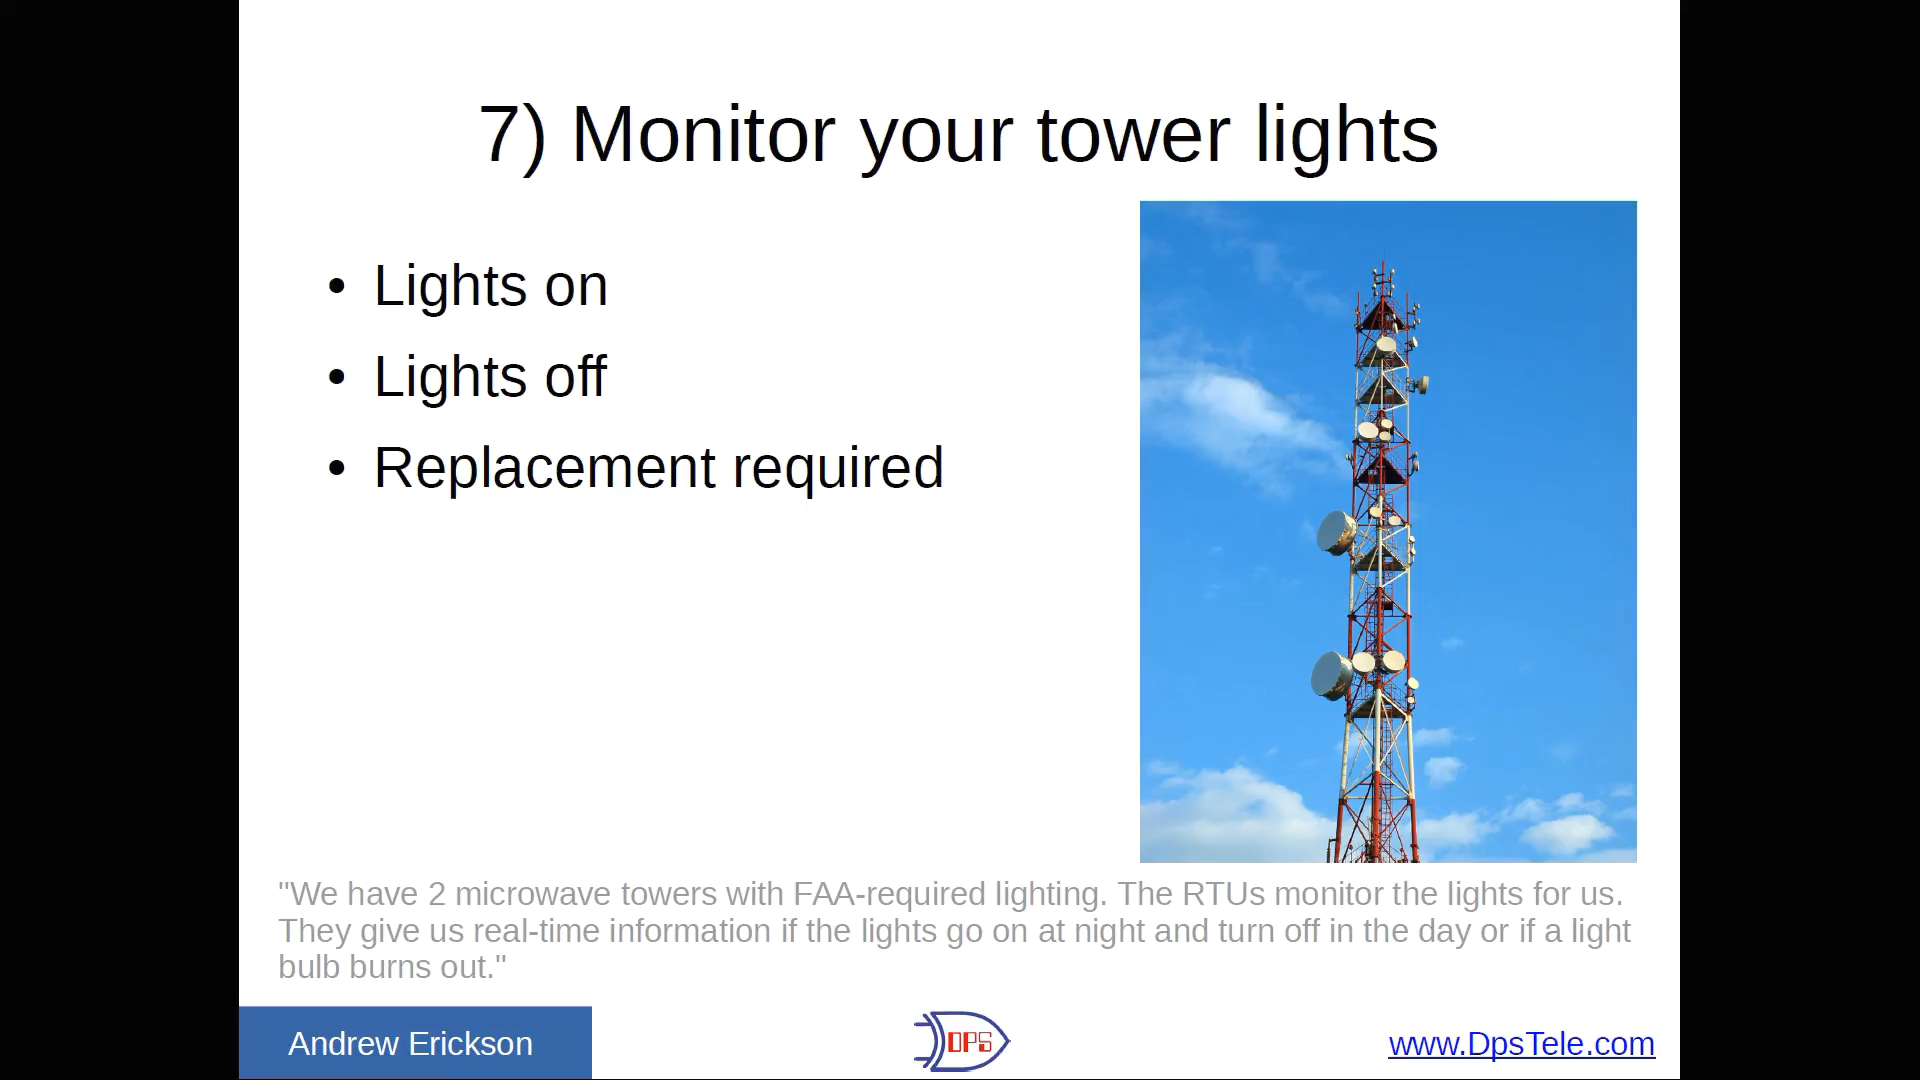 7) Monitor your tower lights
• Lights on
• Lights off
• Replacement required
"We have 2 microwave towers with FAA-required lighting. The RTUs monitor the lights for us.
They give us real-time information if the lights go on at night and turn off in the day or if a light
bulb burns out."
Andrew Erickson
DPS
www.DpsTele.com